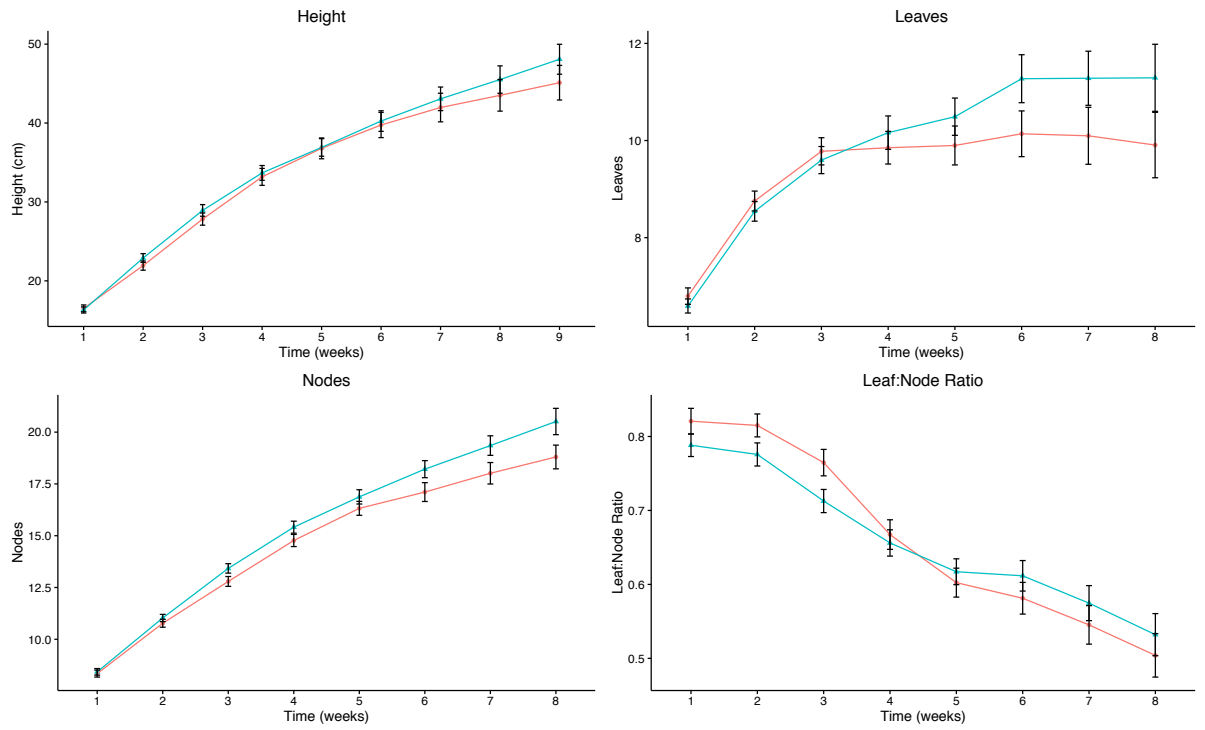 Height
50
40
30
20
Height (cm)
1 2 3 4 5 6 7 8 9
Time (weeks)
Leaves
12
10
8
Leaves
1 2 3 4 5 6 7 8
Time (weeks)
Nodes
20.0
17.5
15.0
12.5
10.0
Nodes
1 2 3 4 5 6 7 8
Time (weeks)
Leaf:Node Ratio
0.8
0.7
0.6
0.5
Leaf:Node Ratio
1 2 3 4 5 6 7 8
Time (weeks)